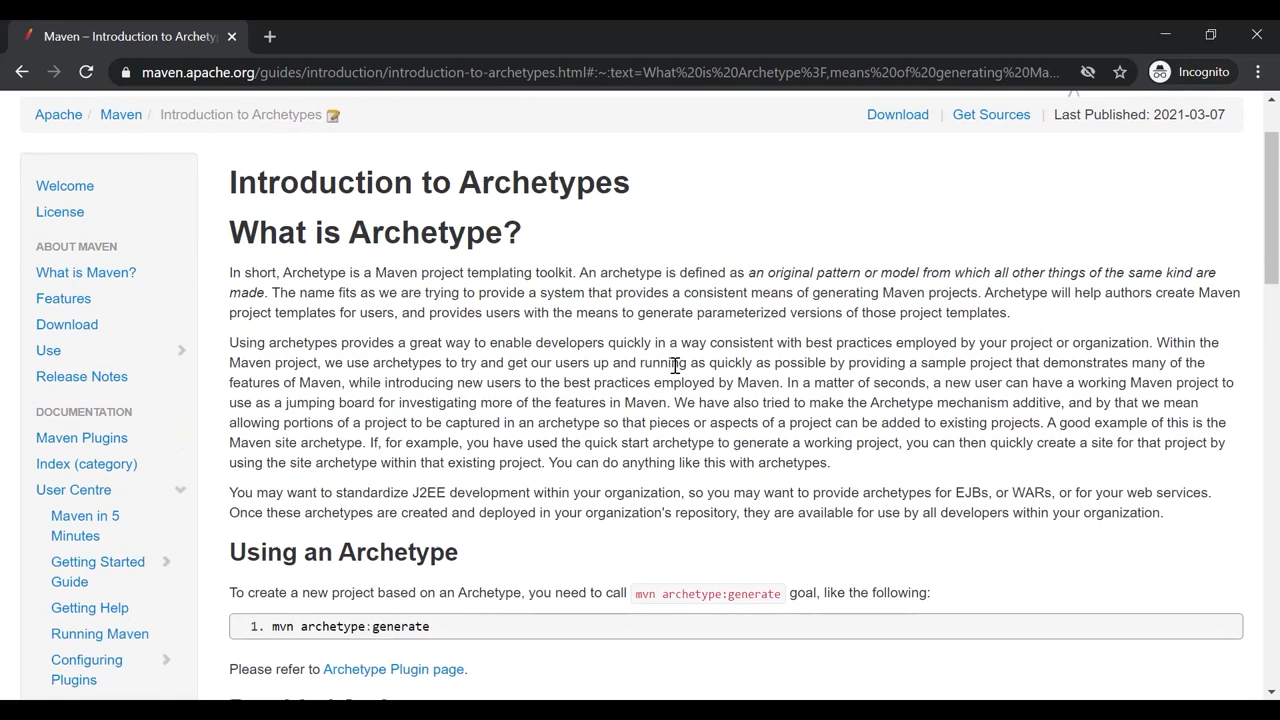 Maven – Introduction to Archety
maven.apache.org/guides/introduction/introduction-to-archetypes.html#:~:text=What%20is%20Archetype%3F,means%20of%20generating%20Ma...
Incognito
Apache / Maven / Introduction to Archetypes
Download | Get Sources | Last Published: 2021-03-07
Welcome
License
ABOUT MAVEN
What is Maven?
Features
Download
Use
Release Notes
DOCUMENTATION
Maven Plugins
Index (category)
User Centre
Maven in 5
Minutes
Getting Started
Guide
Getting Help
Running Maven
Configuring
Plugins
Introduction to Archetypes
What is Archetype?
In short, Archetype is a Maven project templating toolkit. An archetype is defined as an original pattern or model from which all other things of the same kind are
made. The name fits as we are trying to provide a system that provides a consistent means of generating Maven projects. Archetype will help authors create Maven
project templates for users, and provides users with the means to generate parameterized versions of those project templates.
Using archetypes provides a great way to enable developers quickly in a way consistent with best practices employed by your project or organization. Within the
Maven project, we use archetypes to try and get our users up and running as quickly as possible by providing a sample project that demonstrates many of the
features of Maven, while introducing new users to the best practices employed by Maven. In a matter of seconds, a new user can have a working Maven project to
use as a jumping board for investigating more of the features in Maven. We have also tried to make the Archetype mechanism additive, and by that we mean
allowing portions of a project to be captured in an archetype so that pieces or aspects of a project can be added to existing projects. A good example of this is the
Maven site archetype. If, for example, you have used the quick start archetype to generate a working project, you can then quickly create a site for that project by
using the site archetype within that existing project. You can do anything like this with archetypes.
You may want to standardize J2EE development within your organization, so you may want to provide archetypes for EJBs, or WARs, or for your web services.
Once these archetypes are created and deployed in your organization's repository, they are available for use by all developers within your organization.
Using an Archetype
To create a new project based on an Archetype, you need to call mvn archetype:generate goal, like the following:
1. mvn archetype:generate
Please refer to Archetype Plugin page.